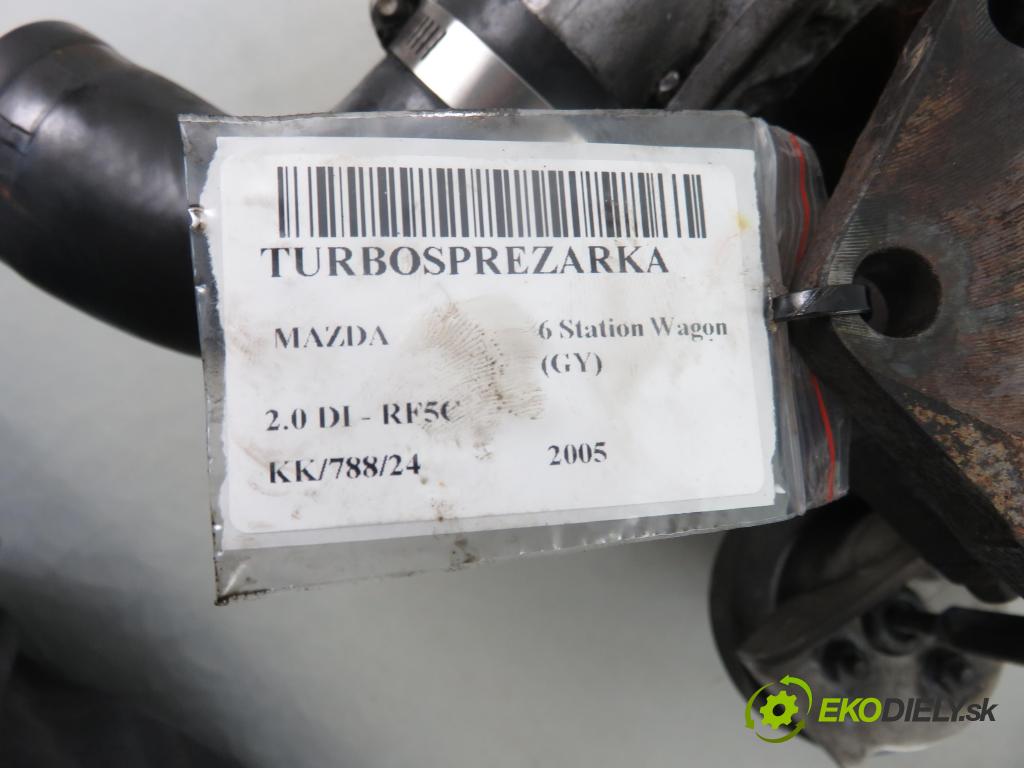 TURBOSPREZARKA
MAZDA
6 Station Wagon
(GY)
2.0 DI - RF5C
KK/788/24
2005
EKODIELY.sk